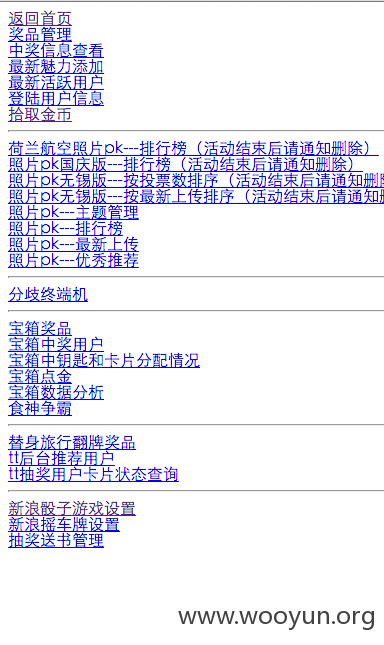 返回首页
奖品管理
中奖信息查看
最新魅力添加
最新活跃用户
登陆用户信息
拾取金币
荷兰航空照片pk---排行榜（活动结束后请通知删除）
照片pk国庆版---排行榜（活动结束后请通知删除）
照片pk无锡版---按投票数排序（活动结束后请通知删除
照片pk无锡版---按最新上传排序（活动结束后请通知
照片pk---主题管理
照片pk---排行榜
照片pk---最新上传
照片pk---优秀推荐
分歧终端机
宝箱奖品
宝箱中奖用户
宝箱中钥匙和卡片分配情况
宝箱点金
宝箱数据分析
食神争霸
替身旅行翻牌奖品
tt后台推荐用户
tt抽奖用户卡片状态查询
新浪骰子游戏设置
新浪摇车牌设置
抽奖送书管理
www.wooyun.org